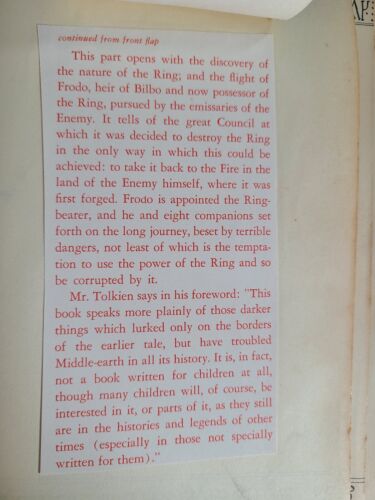 continued from front flap
This part opens with the discovery of
the nature of the Ring; and the flight of
Frodo, heir of Bilbo and now possessor of
the Ring, pursued by the emissaries of the
Enemy. It tells of the great Council at
which it was decided to destroy the Ring
in the only way in which this could be
achieved: to take it back to the Fire in the
land of the Enemy himself, where it was
first forged. Frodo is appointed the Ring-
bearer, and he and eight companions set
forth on the long journey, beset by terrible
dangers, not least of which is the tempta-
tion to use the power of the Ring and so
be corrupted by it.
Mr. Tolkien says in his foreword: "This
book speaks more plainly of those darker
things which lurked only on the borders
of the earlier tale, but have troubled
Middle-earth in all its history. It is, in fact,
not a book written for children at all,
though many children will, of course, be
interested in it, or parts of it, as they still
are in the histories and legends of other
times (especially in those not specially
written for them)."